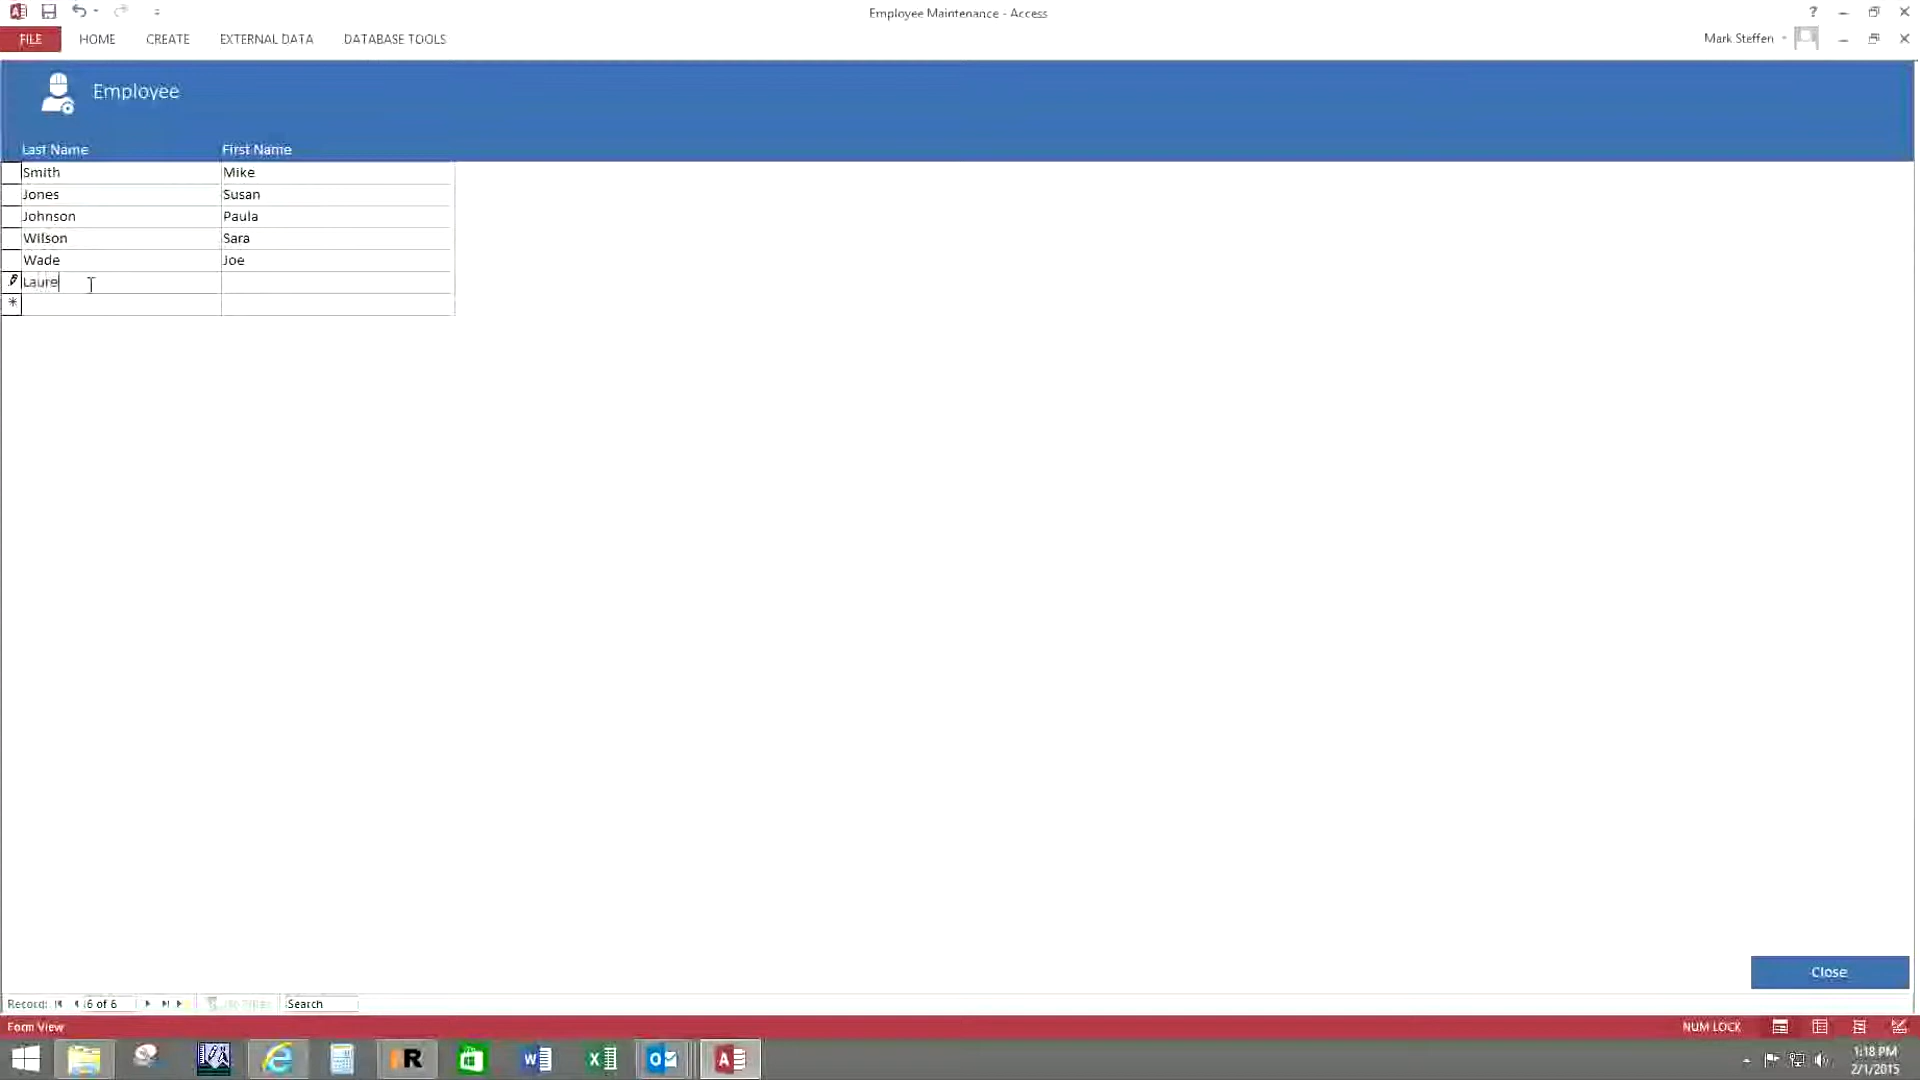 Employee Maintenance - Access
?
FILE HOME CREATE EXTERNAL DATA DATABASE TOOLS
Mark Steffen
Employee
Last Name First Name
Smith Mike
Jones Susan
Johnson Paula
Wilson Sara
Wade Joe
Laure
*
Close
Record: 6 of 6 Search
Form View
NUM LOCK
1:18 PM
2/1/2015